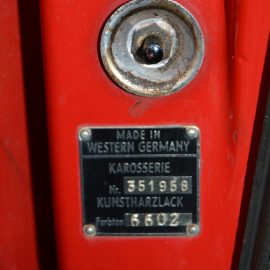 MADE IN
WESTERN GERMANY
KAROSSERIE
Nr. 351958
KUNSTHARZLACK
Farbton 6602